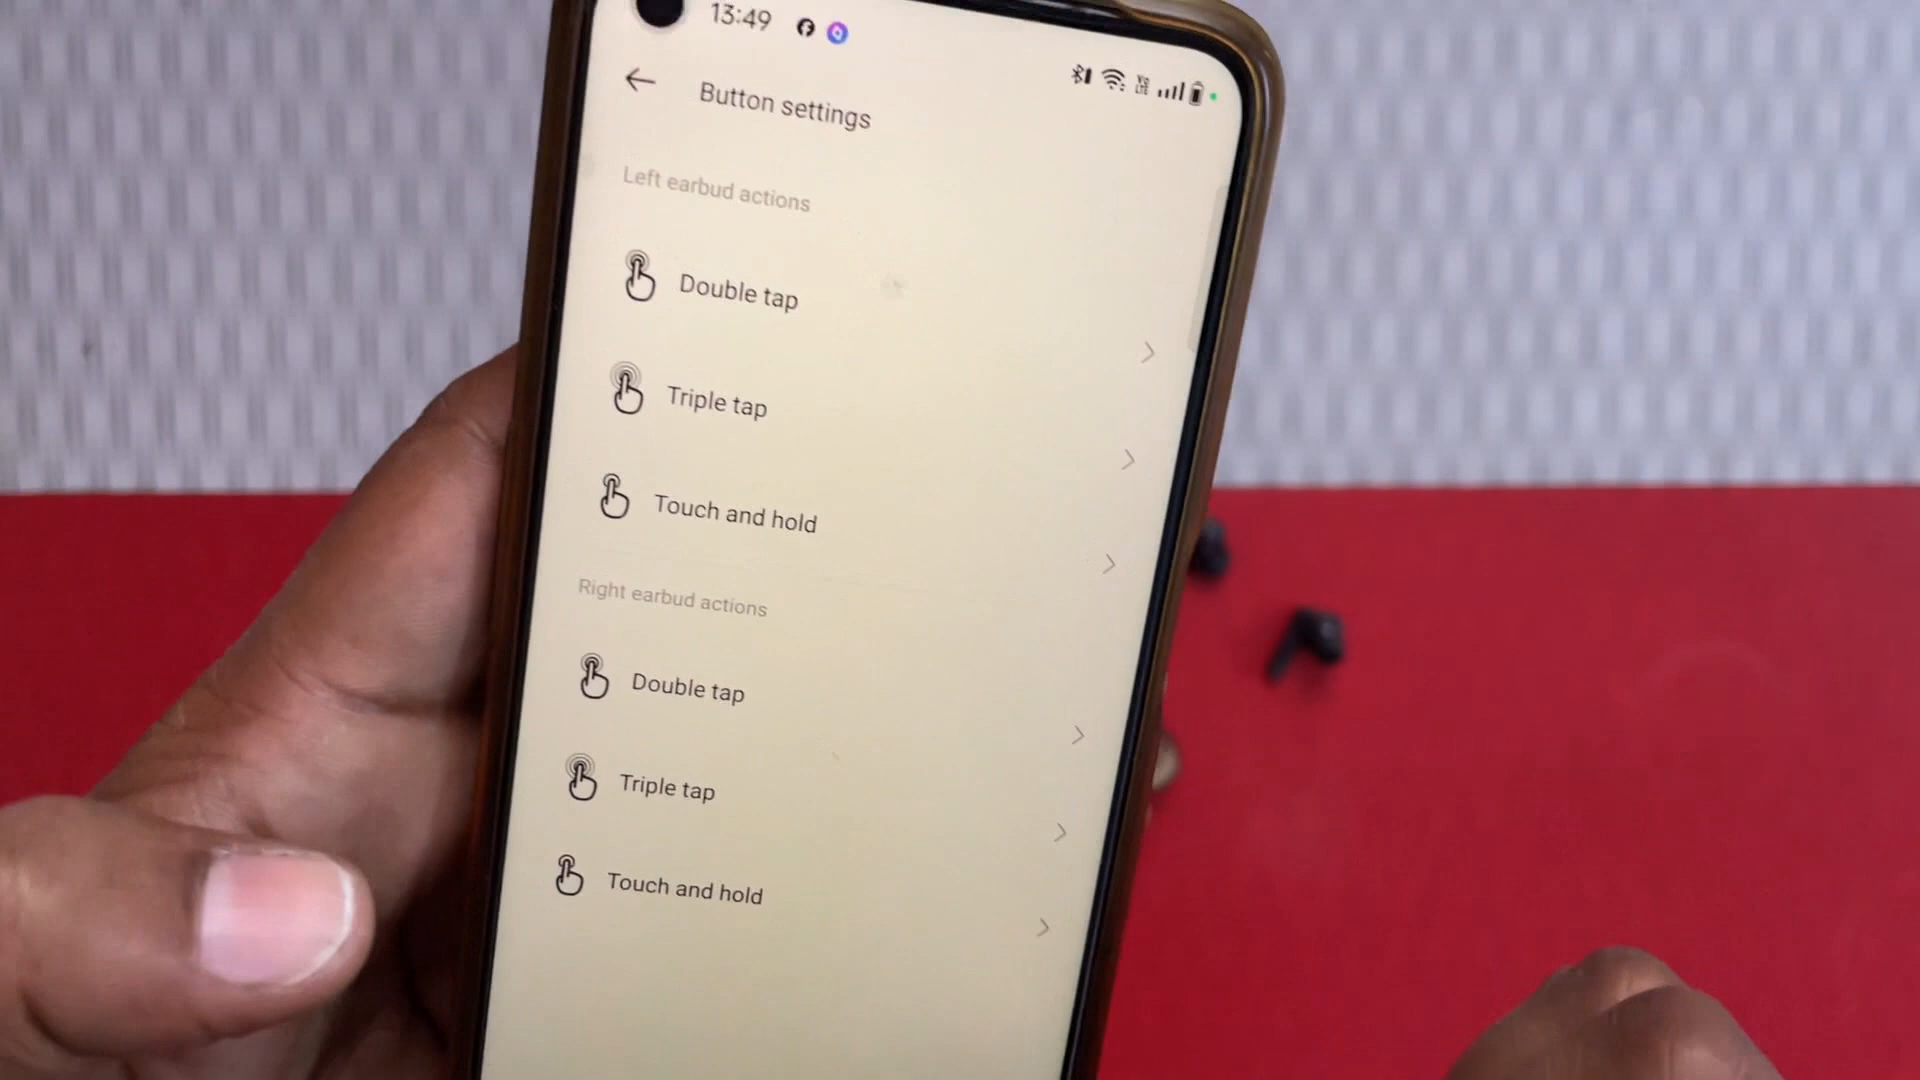 13:49
Button settings
Left earbud actions
Double tap
Triple tap
Touch and hold
Right earbud actions
Double tap
Triple tap
Touch and hold